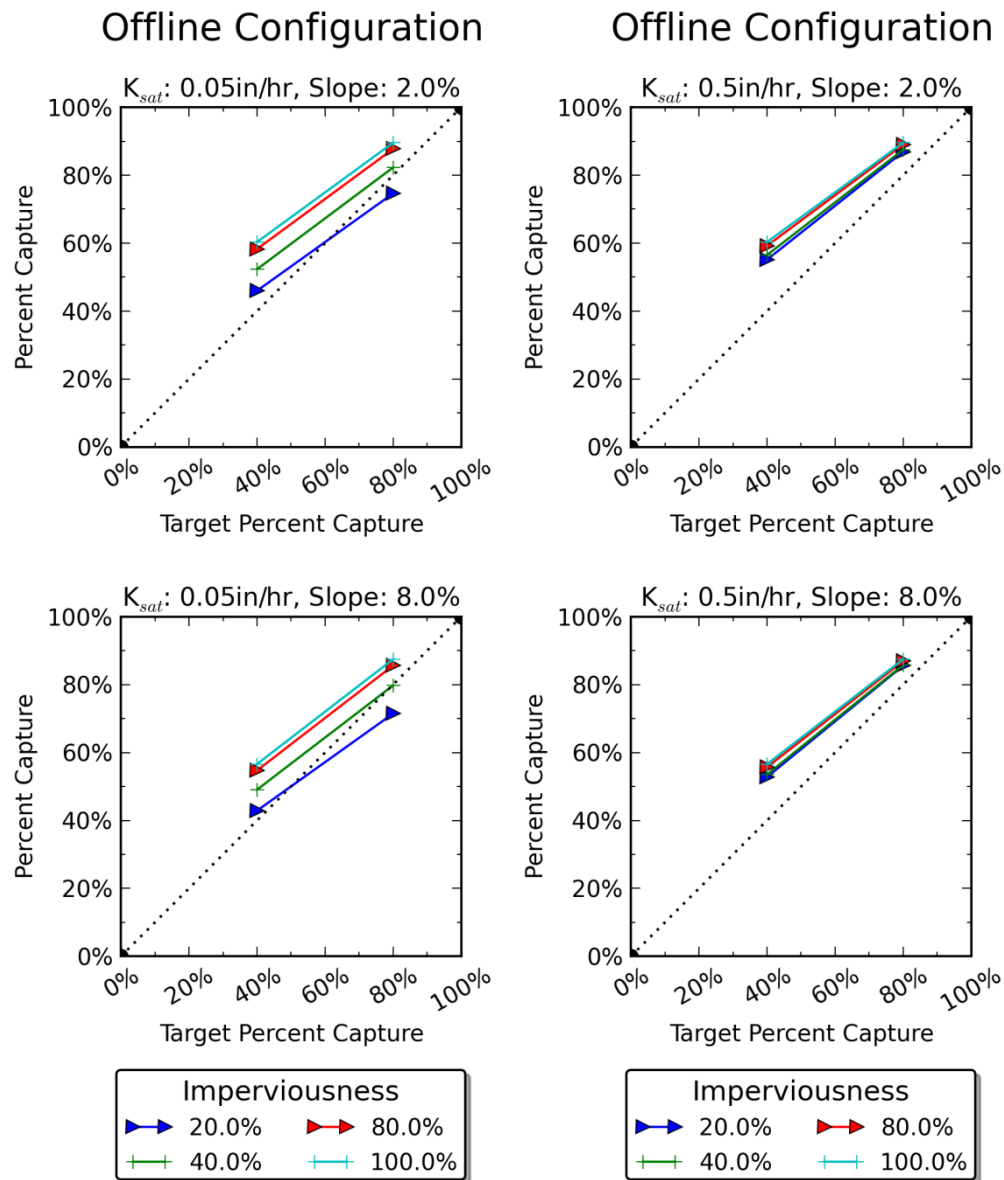 Offline Configuration
K_sat: 0.05in/hr, Slope: 2.0%
100%
80%
60%
40%
20%
0%
Percent Capture
0% 20% 40% 60% 80% 100%
Target Percent Capture
Offline Configuration
K_sat: 0.5in/hr, Slope: 2.0%
100%
80%
60%
40%
20%
0%
Percent Capture
0% 20% 40% 60% 80% 100%
Target Percent Capture
K_sat: 0.05in/hr, Slope: 8.0%
100%
80%
60%
40%
20%
0%
Percent Capture
0% 20% 40% 60% 80% 100%
Target Percent Capture
K_sat: 0.5in/hr, Slope: 8.0%
100%
80%
60%
40%
20%
0%
Percent Capture
0% 20% 40% 60% 80% 100%
Target Percent Capture
Imperviousness
20.0% 80.0%
40.0% 100.0%
Imperviousness
20.0% 80.0%
40.0% 100.0%